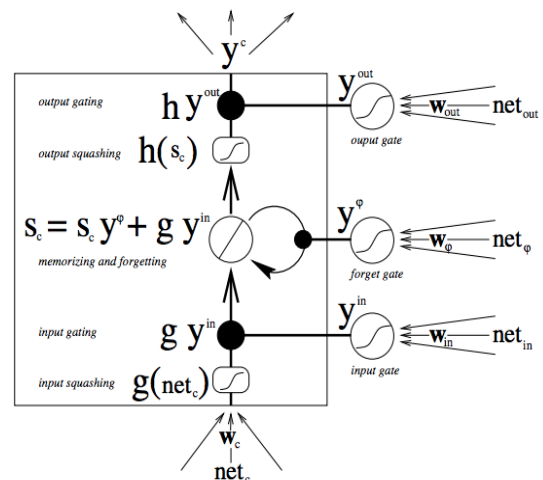 y^c
output gating h y^out y^out w_out net_out
ouput gate
output squashing h(s_c)
s_c = s_c y^φ + g y^in y^φ w_φ net_φ
memorizing and forgetting forget gate
input gating g y^in y^in w_in net_in
input gate
input squashing g(net_c)
w_c
net_c